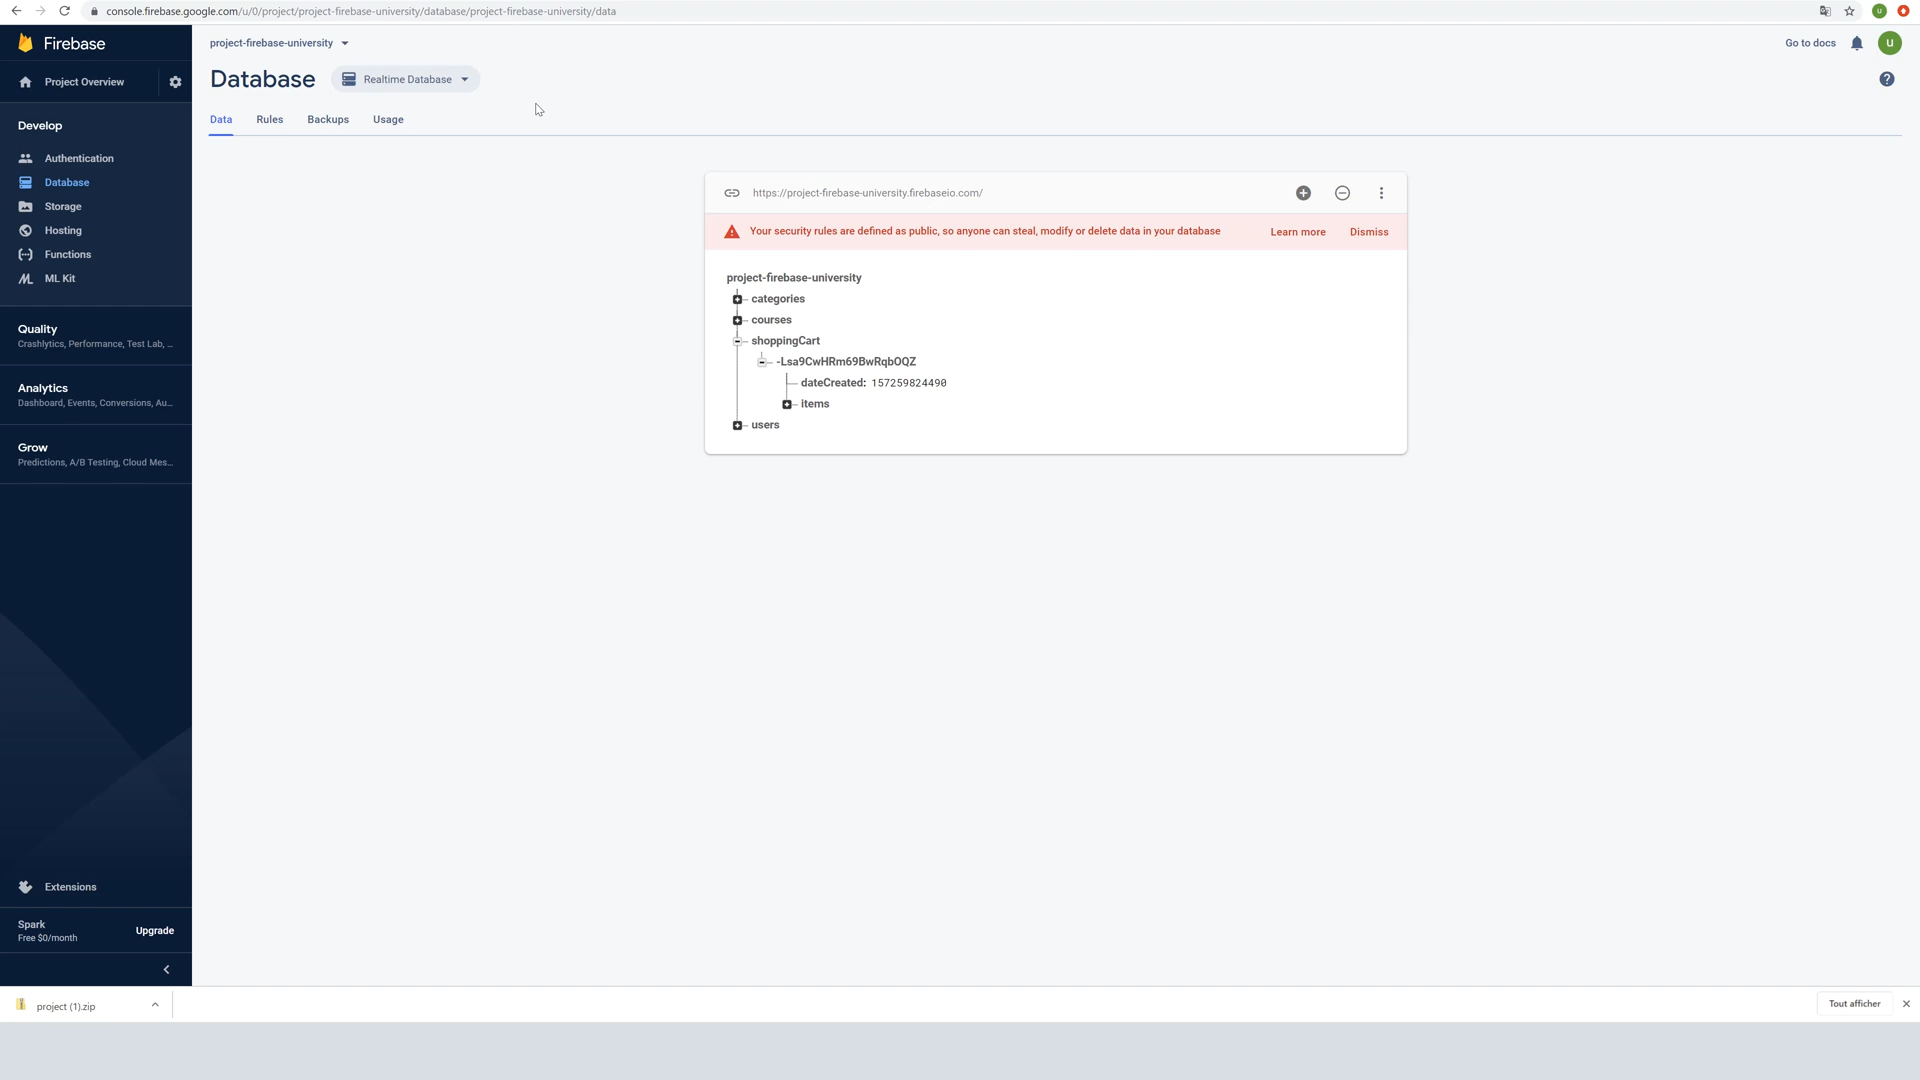 console.firebase.google.com/u/0/project/project-firebase-university/database/project-firebase-university/data
Firebase
project-firebase-university
Go to docs
u
u
Project Overview
Database
Realtime Database
Data
Rules
Backups
Usage
Develop
Authentication
Database
Storage
Hosting
Functions
ML Kit
Quality
Crashlytics, Performance, Test Lab, ...
Analytics
Dashboard, Events, Conversions, Au...
Grow
Predictions, A/B Testing, Cloud Mes...
https://project-firebase-university.firebaseio.com/
Your security rules are defined as public, so anyone can steal, modify or delete data in your database
Learn more
Dismiss
project-firebase-university
categories
courses
shoppingCart
-Lsa9CwHRm69BwRqbOQZ
dateCreated: 157259824490
items
users
Extensions
Spark
Free $0/month
Upgrade
project (1).zip
Tout afficher